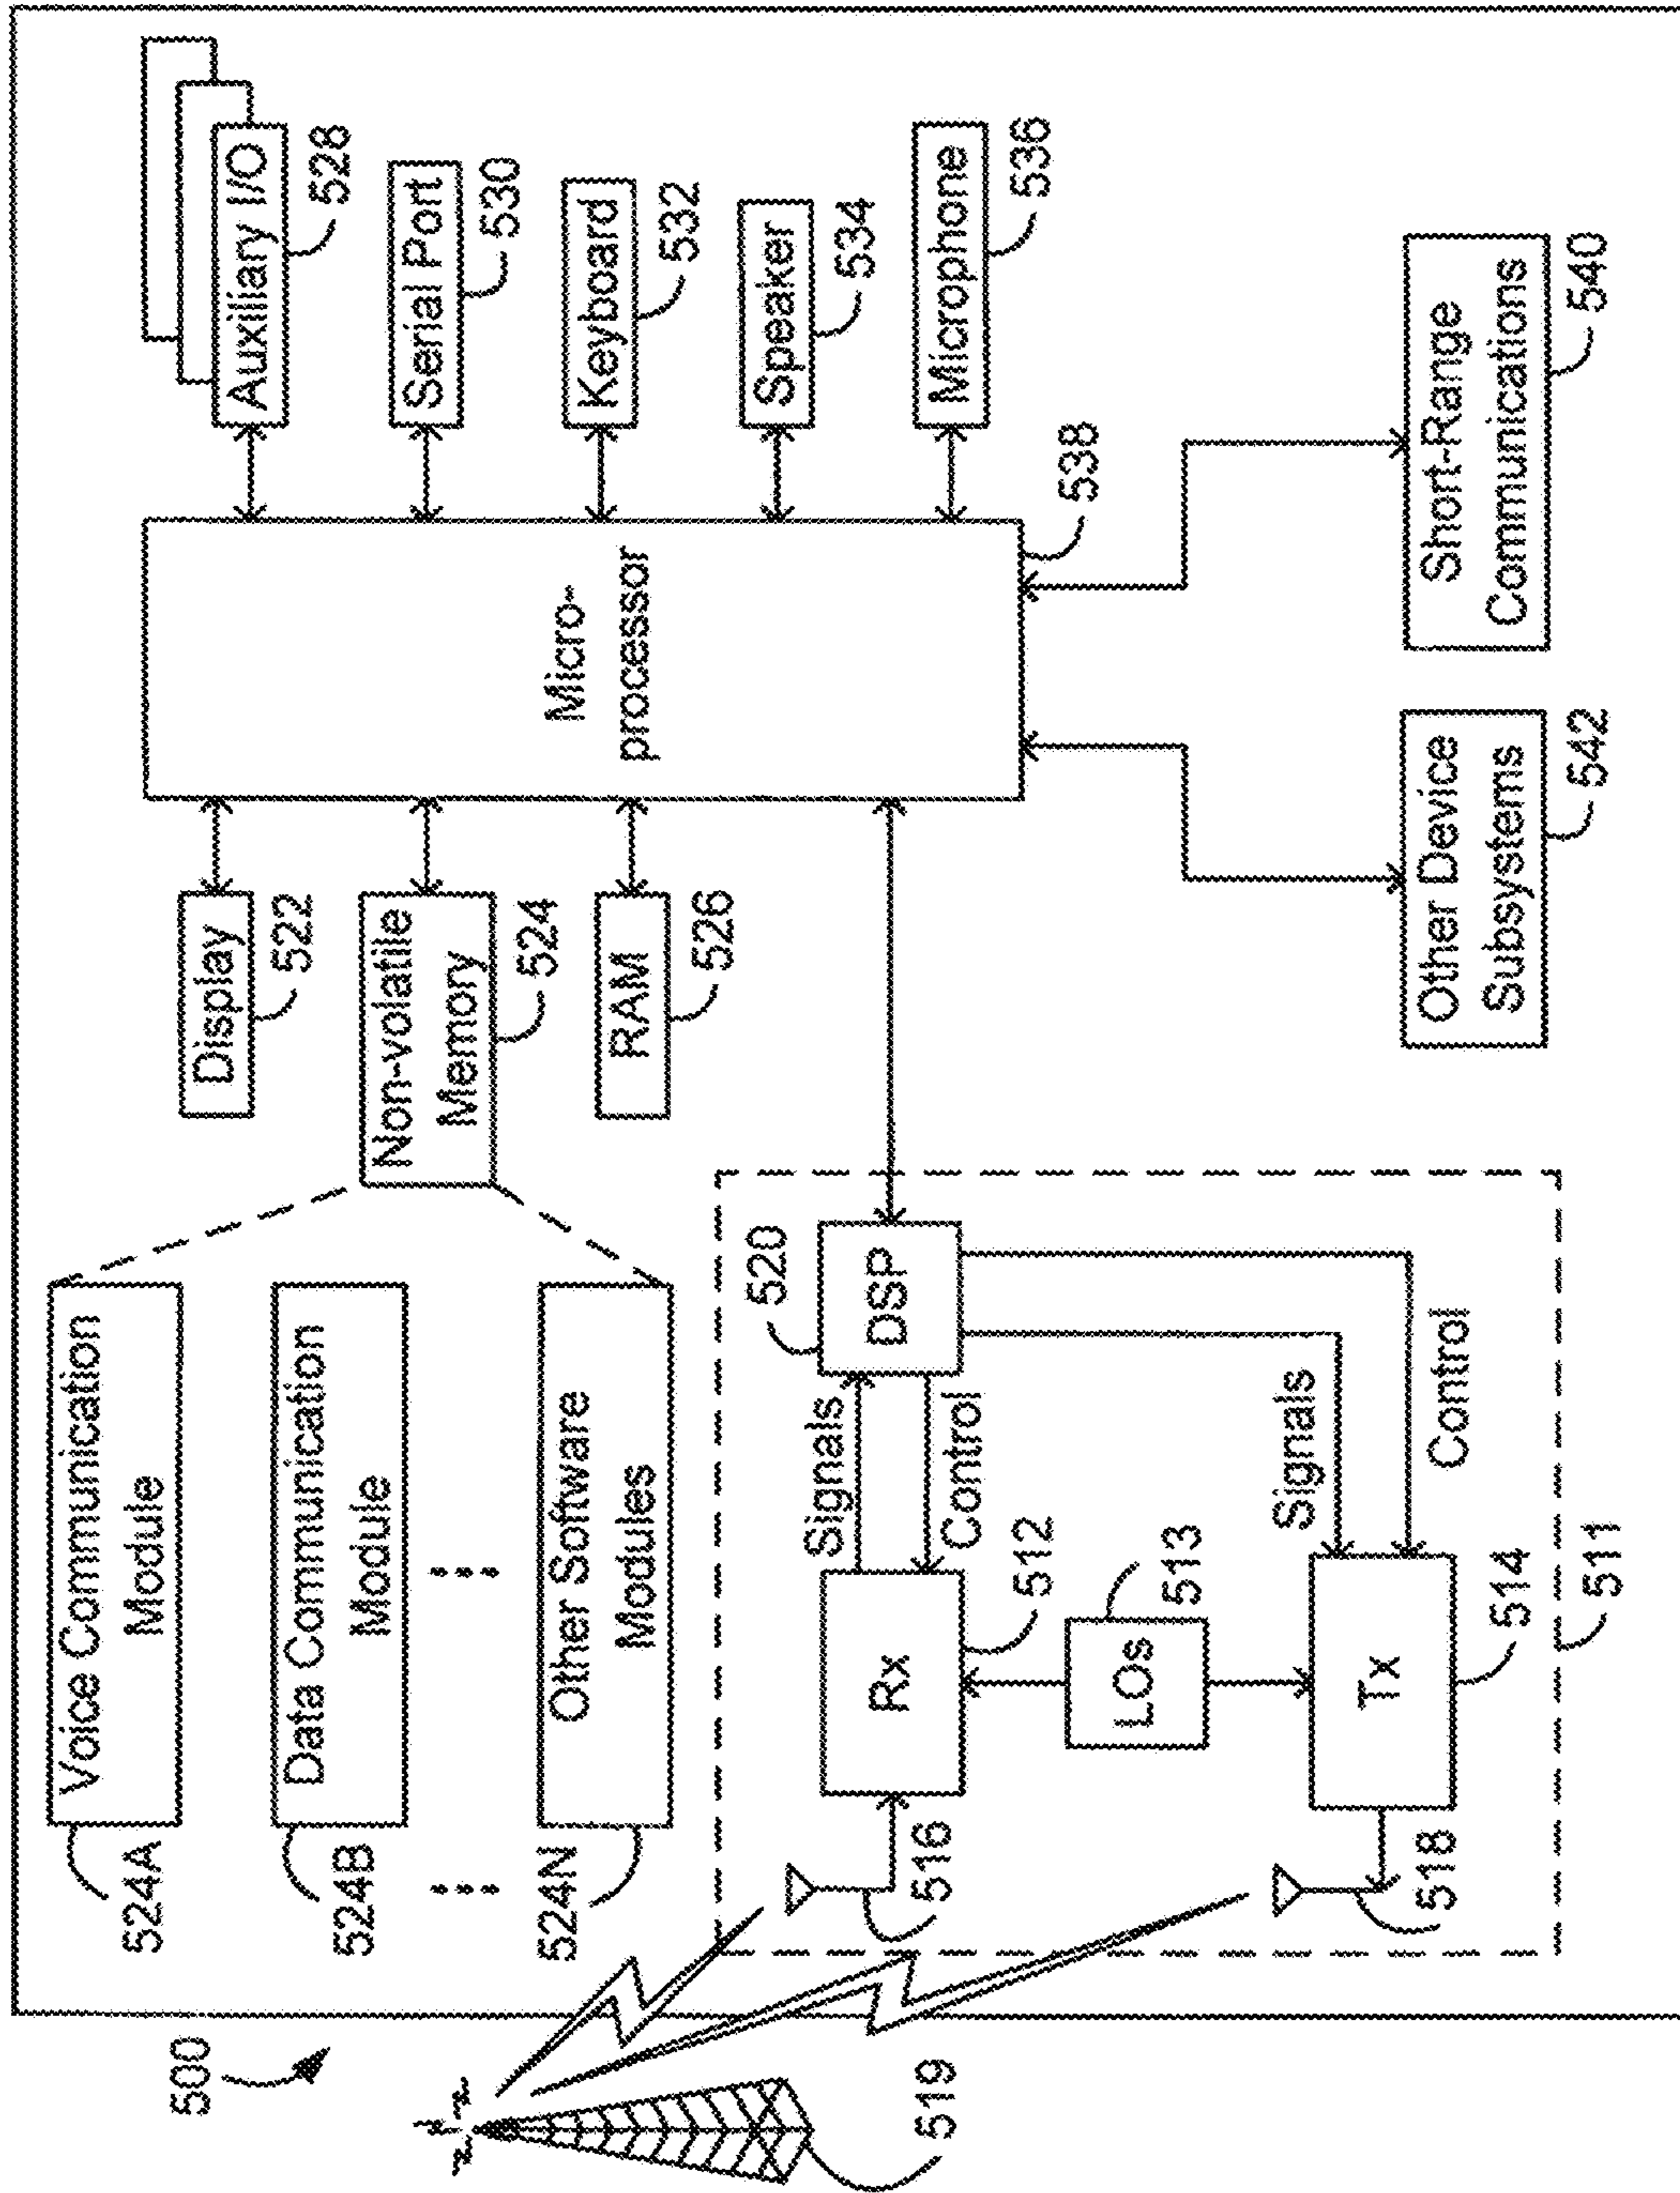 500
519
524A
Voice Communication
Module
524B
Data Communication
Module
524N
Other Software
Modules
Display
522
Non-volatile
Memory
524
RAM
526
Micro-
processor
538
Auxiliary I/O
528
Serial Port
530
Keyboard
532
Speaker
534
Microphone
536
520
DSP
Signals
Control
Rx
512
516
LOs
513
Signals
Control
Tx
514
518
511
Other Device
Subsystems
542
Short-Range
Communications
540